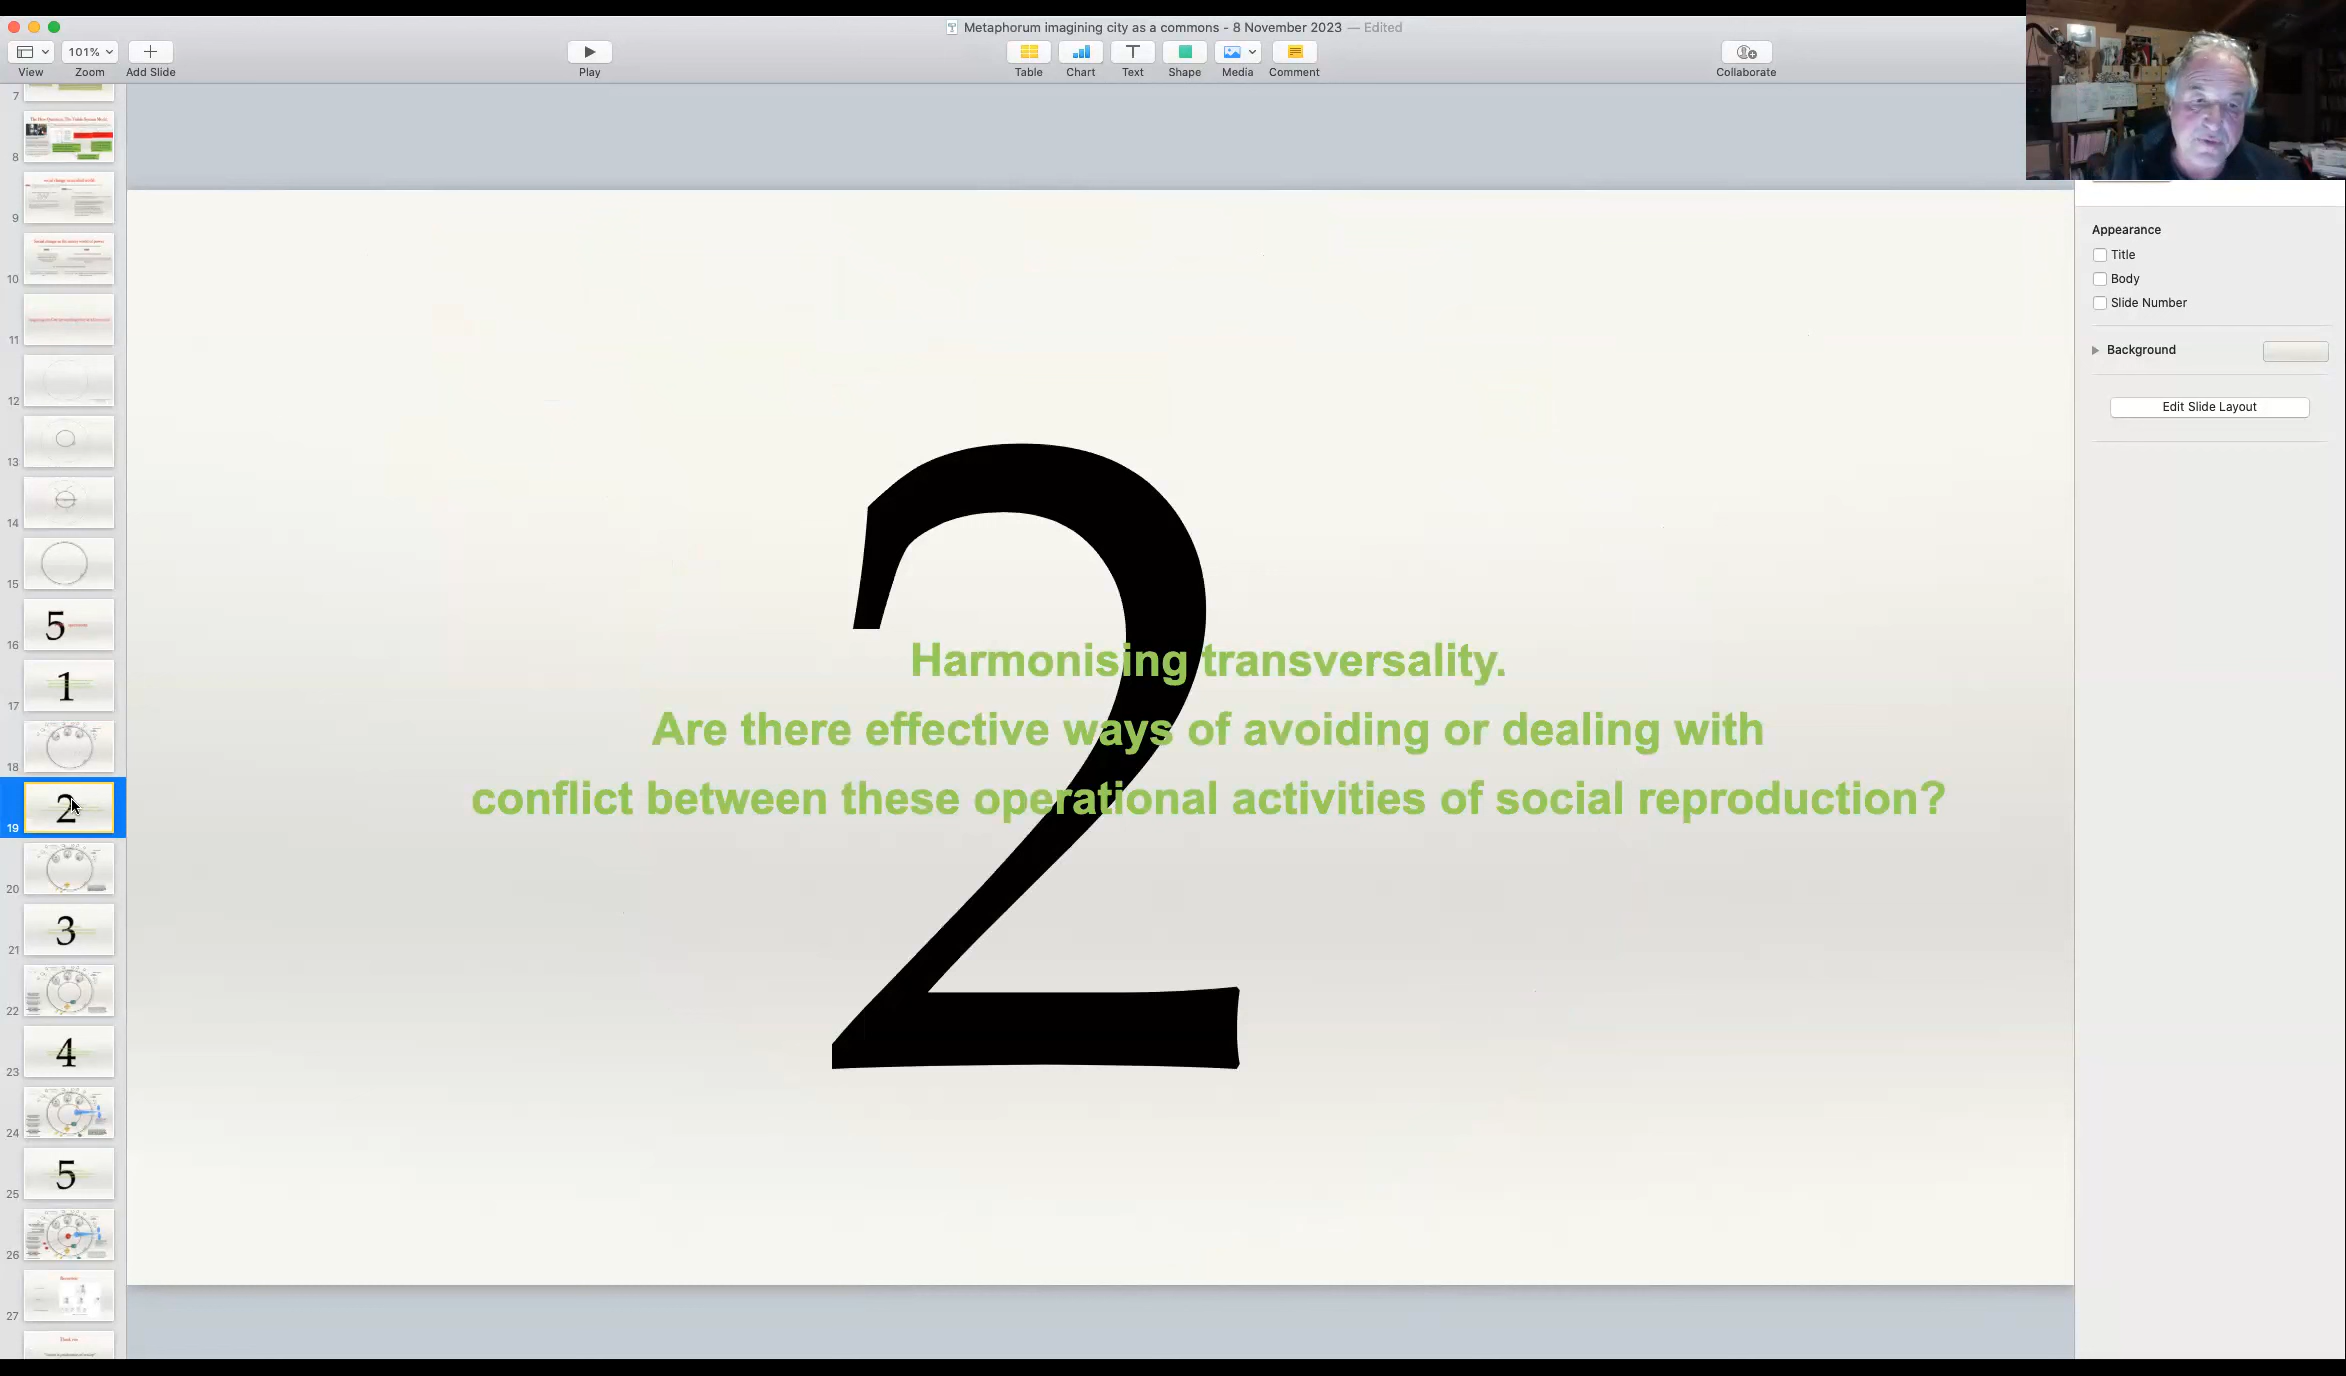 Metaphorum imagining city as a commons - 8 November 2023 — Edited
101%
View
Zoom
Add Slide
Play
Table
Chart
Text
Shape
Media
Comment
Collaborate
7
8
9
10
11
12
13
14
15
5
16
1
17
18
2
19
20
3
21
22
4
23
24
5
25
26
27
Thank you
2
Harmonising transversality.
Are there effective ways of avoiding or dealing with
conflict between these operational activities of social reproduction?
Appearance
Title
Body
Slide Number
Background
Edit Slide Layout